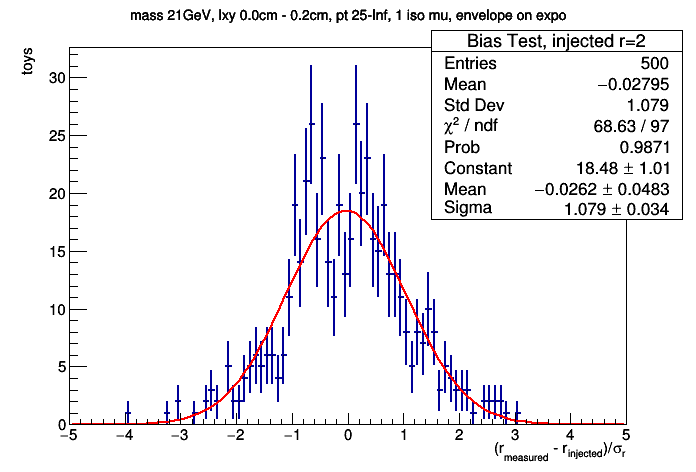 mass 21GeV, lxy 0.0cm - 0.2cm, pt 25-Inf, 1 iso mu, envelope on expo
toys
Bias Test, injected r=2
Entries 500
Mean −0.02795
Std Dev 1.079
χ² / ndf 68.63 / 97
Prob 0.9871
Constant 18.48 ± 1.01
Mean −0.0262 ± 0.0483
Sigma 1.079 ± 0.034
30
25
20
15
10
5
0
−5 −4 −3 −2 −1 0 1 2 3 4 5
(r_measured - r_injected)/σ_r